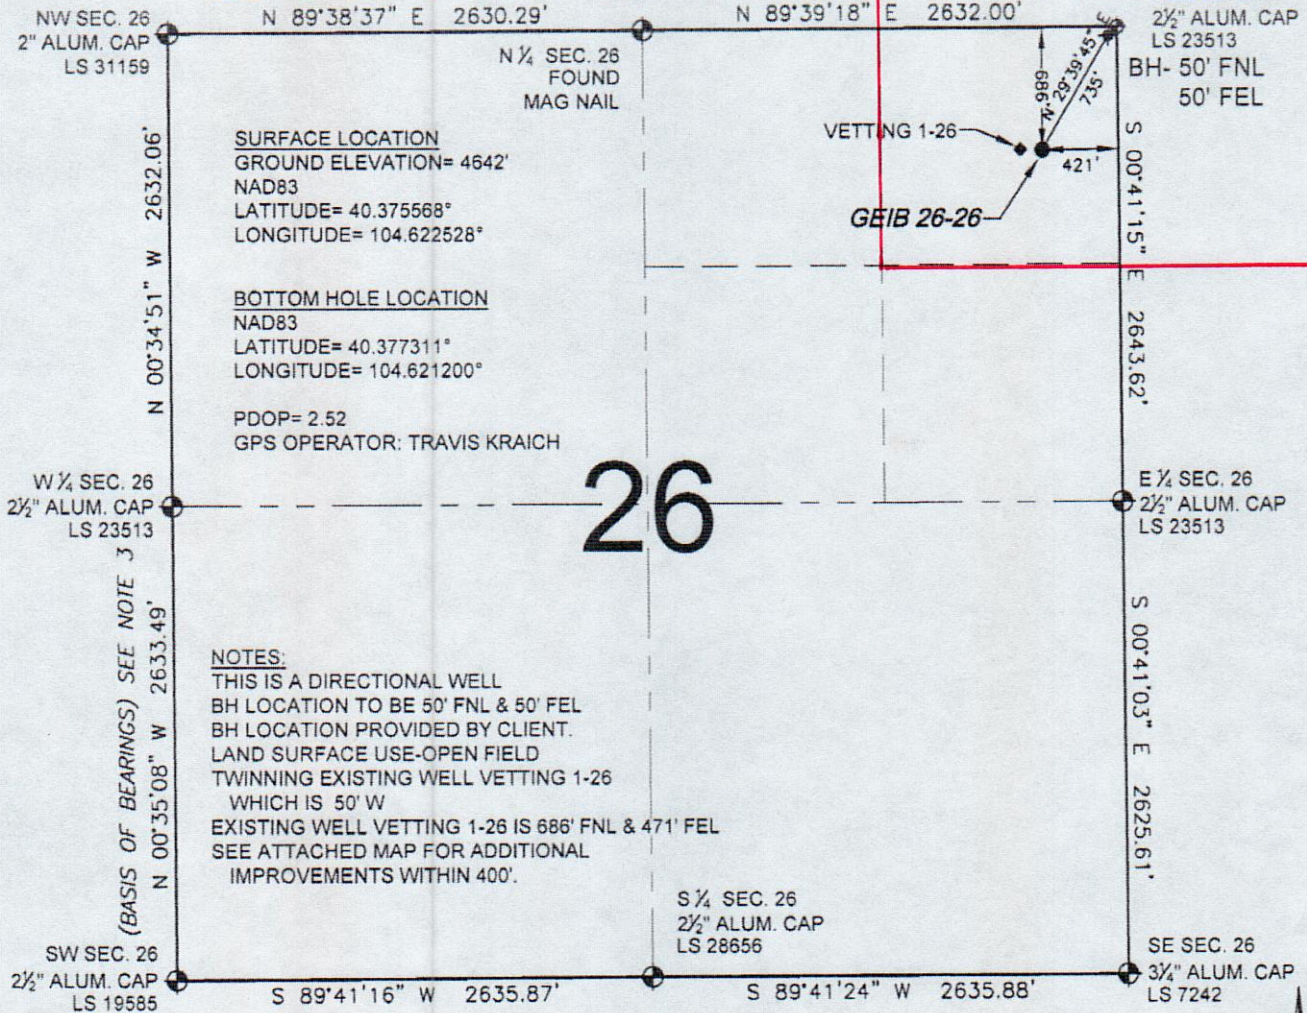 NW SEC. 26
2" ALUM. CAP
LS 31159
N 89°38'37" E 2630.29'
N 89°39'18" E 2632.00'
2½" ALUM. CAP
LS 23513
BH- 50' FNL
50' FEL
N ¼ SEC. 26
FOUND
MAG NAIL
686'
N 29°39'45" E
735'
VETTING 1-26
421'
GEIB 26-26
SURFACE LOCATION
GROUND ELEVATION= 4642'
NAD83
LATITUDE= 40.375568°
LONGITUDE= 104.622528°
BOTTOM HOLE LOCATION
NAD83
LATITUDE= 40.377311°
LONGITUDE= 104.621200°
PDOP= 2.52
GPS OPERATOR: TRAVIS KRAICH
N 00°34'51" W 2632.06'
S 00°41'15" E 2643.62'
W ¼ SEC. 26
2½" ALUM. CAP
LS 23513
26
E ¼ SEC. 26
2½" ALUM. CAP
LS 23513
(BASIS OF BEARINGS) SEE NOTE 3
N 00°35'08" W 2633.49'
S 00°41'03" E 2625.61'
NOTES:
THIS IS A DIRECTIONAL WELL
BH LOCATION TO BE 50' FNL & 50' FEL
BH LOCATION PROVIDED BY CLIENT.
LAND SURFACE USE-OPEN FIELD
TWINNING EXISTING WELL VETTING 1-26
WHICH IS 50' W
EXISTING WELL VETTING 1-26 IS 686' FNL & 471' FEL
SEE ATTACHED MAP FOR ADDITIONAL
IMPROVEMENTS WITHIN 400'.
S ¼ SEC. 26
2½" ALUM. CAP
LS 28656
SW SEC. 26
2½" ALUM. CAP
LS 19585
S 89°41'16" W 2635.87'
S 89°41'24" W 2635.88'
SE SEC. 26
3¼" ALUM. CAP
LS 7242